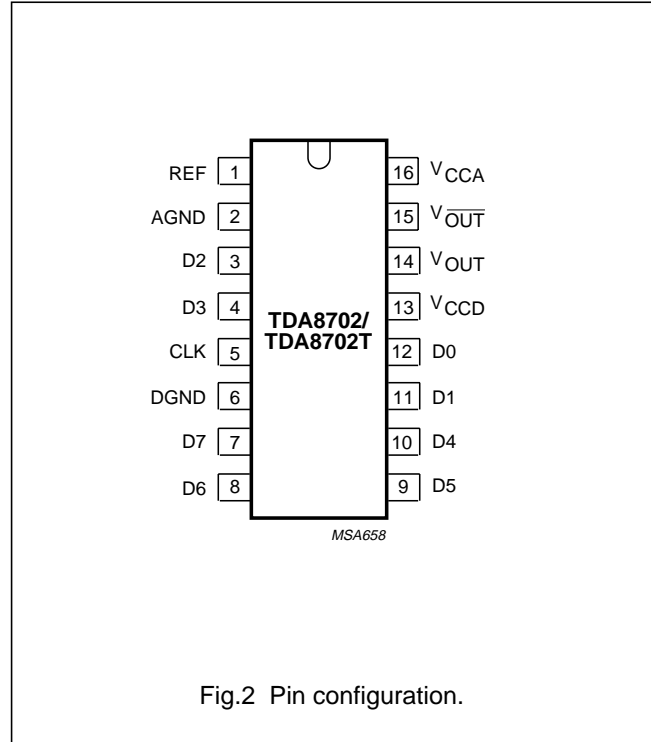 REF 1 16 VCCA
AGND 2 15 V\overline{OUT}
D2 3 14 VOUT
D3 4 13 VCCD
TDA8702/
TDA8702T
CLK 5 12 D0
DGND 6 11 D1
D7 7 10 D4
D6 8 9 D5
MSA658
Fig.2 Pin configuration.